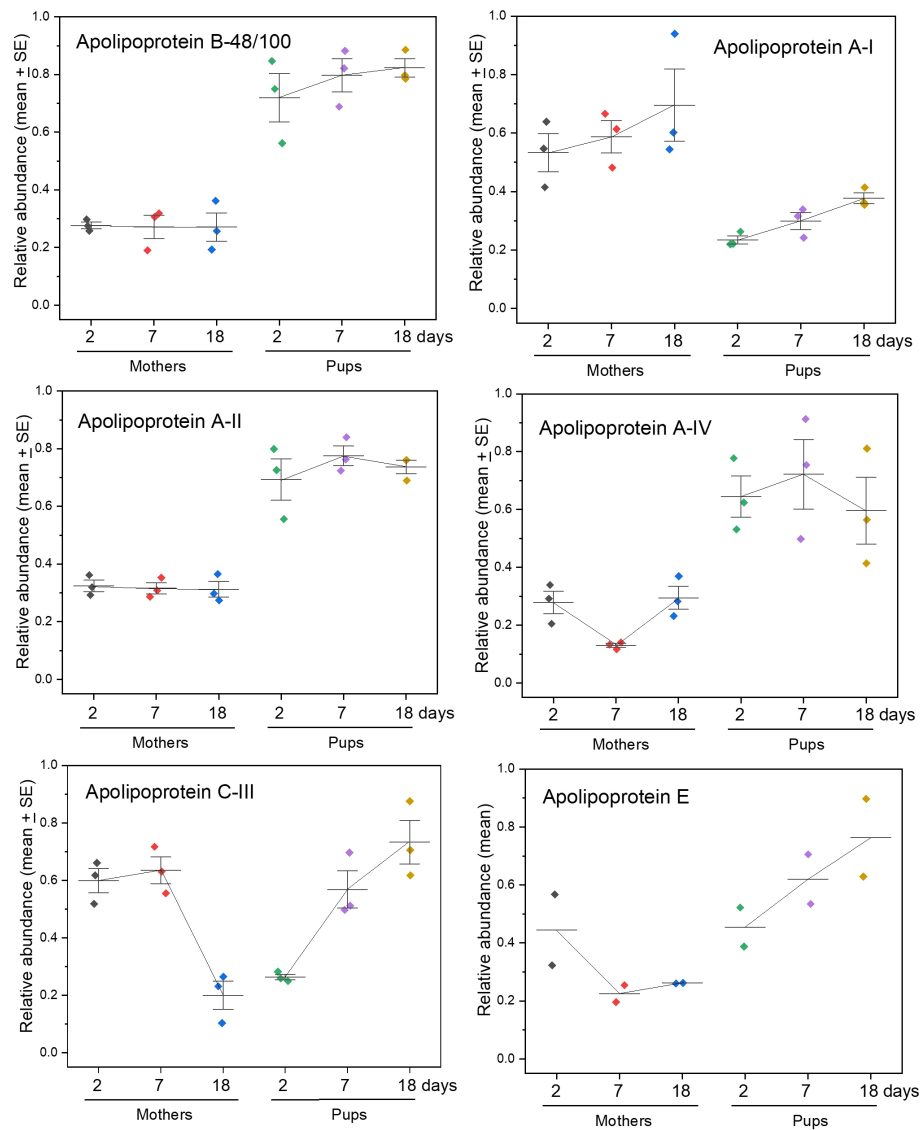 Apolipoprotein B-48/100
Relative abundance (mean ± SE)
1.0
0.8
0.6
0.4
0.2
0.0
2 7 18 2 7 18 days
Mothers Pups
Apolipoprotein A-I
Relative abundance (mean ± SE)
1.0
0.8
0.6
0.4
0.2
0.0
2 7 18 2 7 18 days
Mothers Pups
Apolipoprotein A-II
Relative abundance (mean ± SE)
1.0
0.8
0.6
0.4
0.2
0.0
2 7 18 2 7 18 days
Mothers Pups
Apolipoprotein A-IV
Relative abundance (mean ± SE)
1.0
0.8
0.6
0.4
0.2
0.0
2 7 18 2 7 18 days
Mothers Pups
Apolipoprotein C-III
Relative abundance (mean ± SE)
1.0
0.8
0.6
0.4
0.2
0.0
2 7 18 2 7 18 days
Mothers Pups
Apolipoprotein E
Relative abundance (mean)
1.0
0.8
0.6
0.4
0.2
0.0
2 7 18 2 7 18 days
Mothers Pups